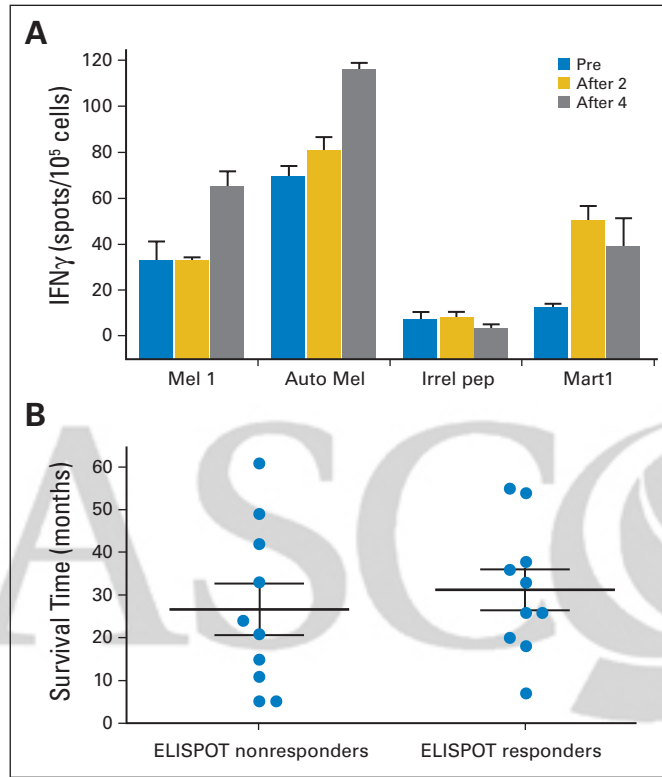 A
120
100
80
60
40
20
0
IFNγ (spots/10⁵ cells)
Pre
After 2
After 4
Mel 1 Auto Mel Irrel pep Mart1
B
60
50
40
30
20
10
0
Survival Time (months)
ELISPOT nonresponders ELISPOT responders
ASCO